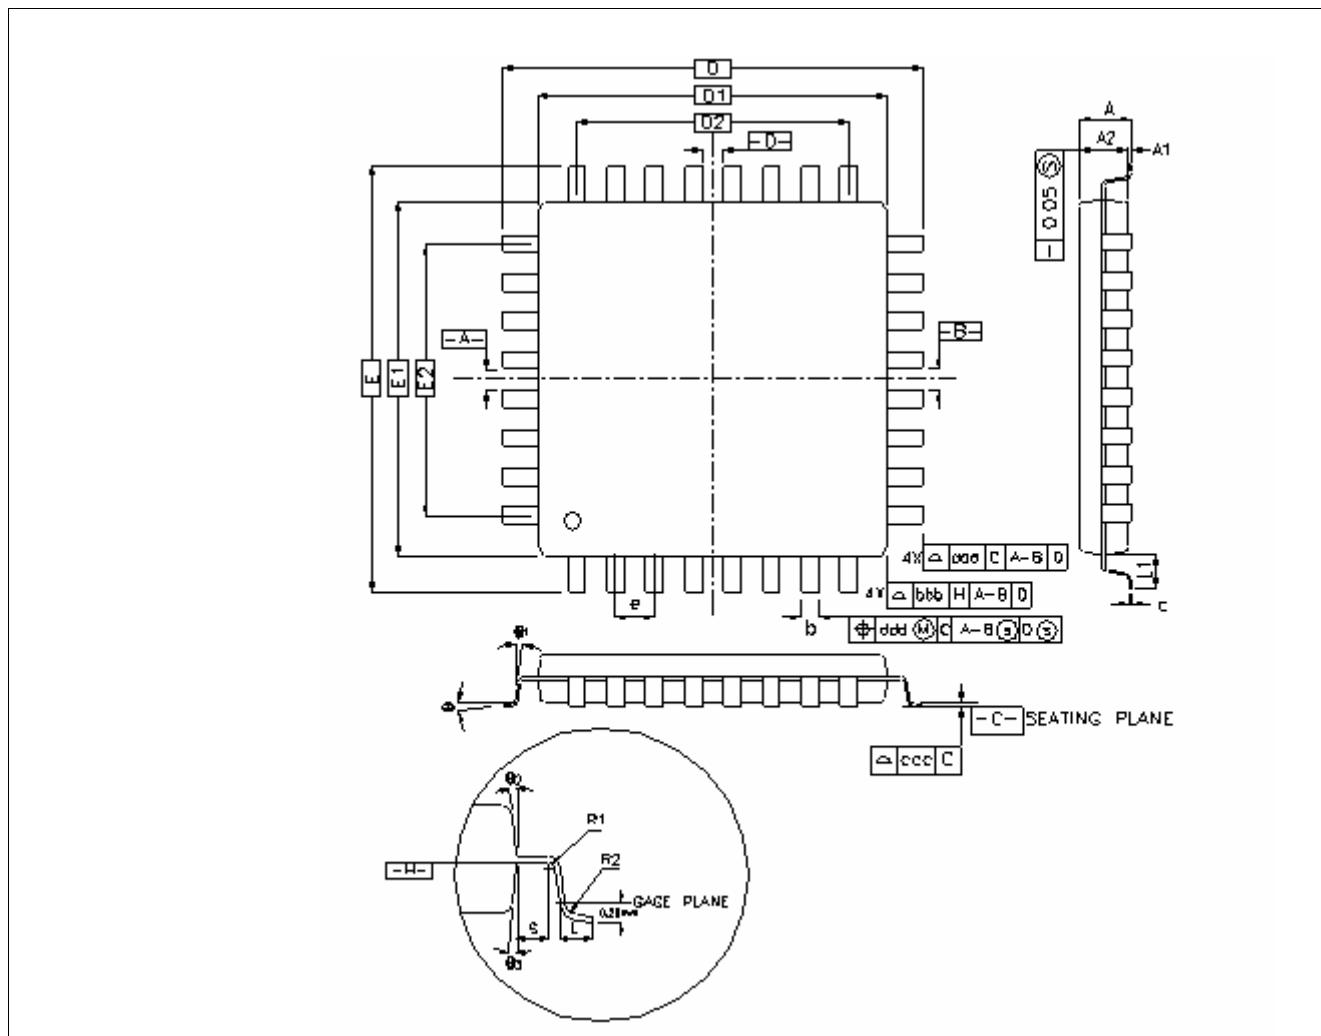 D
D1
D2
-D-
A
A2
A1
0.05 S
-A-
-B-
E
E1
E2
4X C A-B D
4X bbb H A-B D
L1
c
e
b
ddd M C A-B S D S
θ1
θ
-C- SEATING PLANE
ccc C
θ2
R1
R2
-H-
GAGE PLANE
S
L
θ3